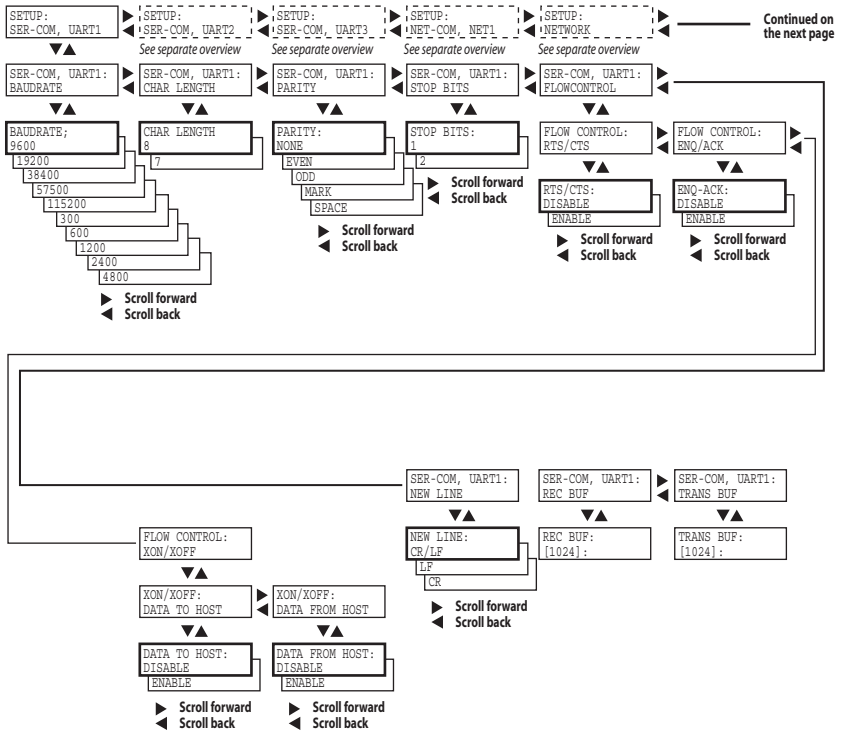 SETUP:
SER-COM, UART1
SETUP:
SER-COM, UART2
SETUP:
SER-COM, UART3
SETUP:
NET-COM, NET1
SETUP:
NETWORK
Continued on
the next page
See separate overview
See separate overview
See separate overview
See separate overview
SER-COM, UART1:
BAUDRATE
SER-COM, UART1:
CHAR LENGTH
SER-COM, UART1:
PARITY
SER-COM, UART1:
STOP BITS
SER-COM, UART1:
FLOWCONTROL
BAUDRATE;
9600
19200
38400
57500
115200
300
600
1200
2400
4800
Scroll forward
Scroll back
CHAR LENGTH
8
7
PARITY:
NONE
EVEN
ODD
MARK
SPACE
Scroll forward
Scroll back
STOP BITS:
1
2
Scroll forward
Scroll back
FLOW CONTROL:
RTS/CTS
FLOW CONTROL:
ENQ/ACK
RTS/CTS:
DISABLE
ENABLE
Scroll forward
Scroll back
ENQ-ACK:
DISABLE
ENABLE
Scroll forward
Scroll back
SER-COM, UART1:
NEW LINE
SER-COM, UART1:
REC BUF
SER-COM, UART1:
TRANS BUF
FLOW CONTROL:
XON/XOFF
NEW LINE:
CR/LF
LF
CR
Scroll forward
Scroll back
REC BUF:
[1024]:
TRANS BUF:
[1024]:
XON/XOFF:
DATA TO HOST
XON/XOFF:
DATA FROM HOST
DATA TO HOST:
DISABLE
ENABLE
Scroll forward
Scroll back
DATA FROM HOST:
DISABLE
ENABLE
Scroll forward
Scroll back